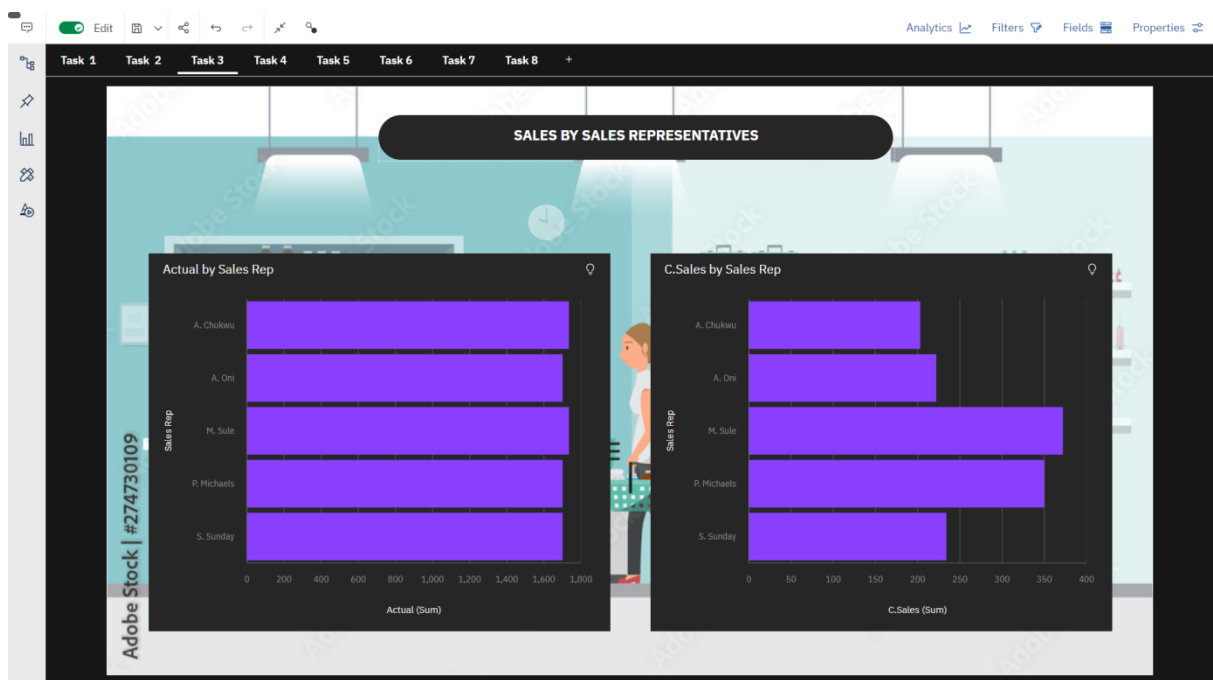 Edit
Analytics
Filters
Fields
Properties
Task 1
Task 2
Task 3
Task 4
Task 5
Task 6
Task 7
Task 8
+
SALES BY SALES REPRESENTATIVES
Actual by Sales Rep
Sales Rep
A. Chukwu
A. Oni
M. Sule
P. Michaels
S. Sunday
0 200 400 600 800 1,000 1,200 1,400 1,600 1,800
Actual (Sum)
C.Sales by Sales Rep
Sales Rep
A. Chukwu
A. Oni
M. Sule
P. Michaels
S. Sunday
0 50 100 150 200 250 300 350 400
C.Sales (Sum)
Adobe Stock | #274730109